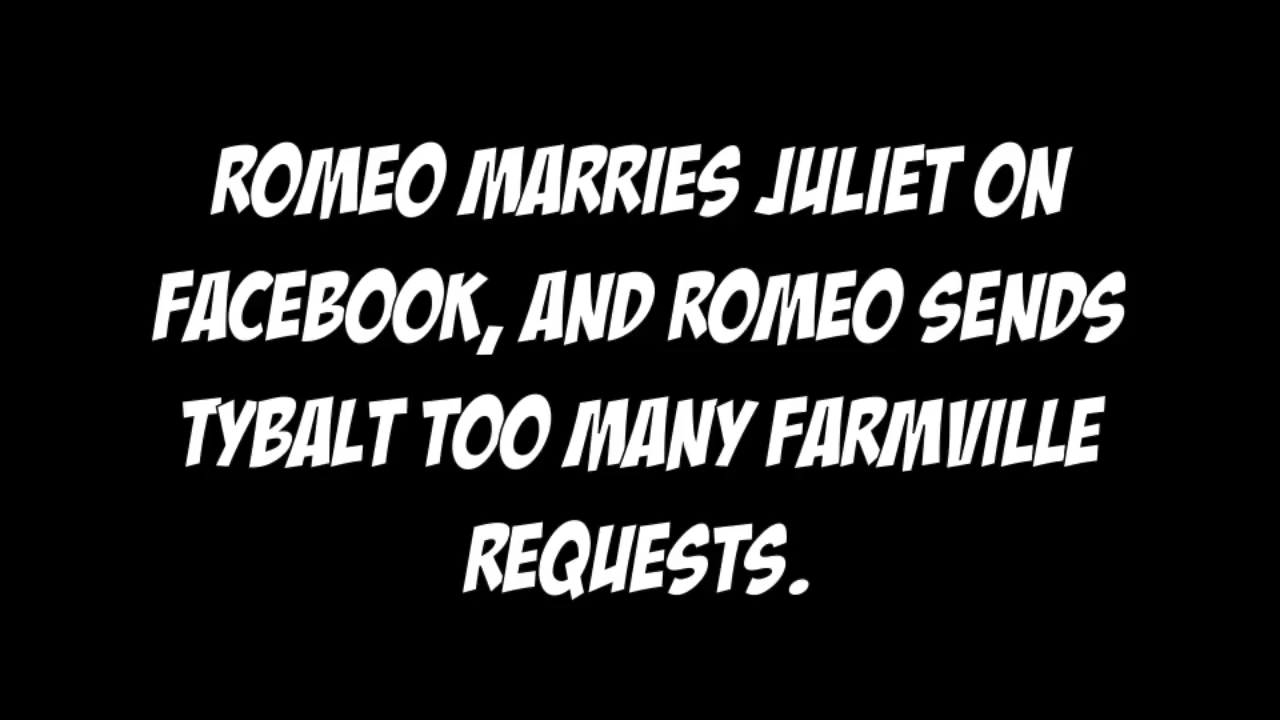 ROMEO MARRIES JULIET ON
FACEBOOK, AND ROMEO SENDS
TYBALT TOO MANY FARMVILLE
REQUESTS.